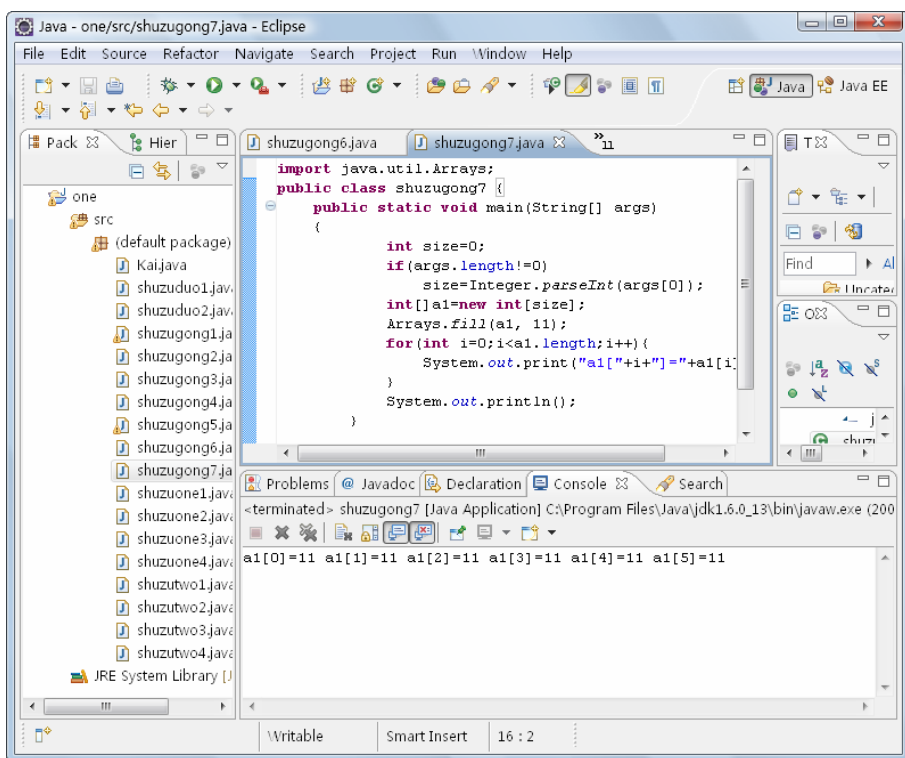 Java - one/src/shuzugong7.java - Eclipse
File Edit Source Refactor Navigate Search Project Run Window Help
Java Java EE
Pack Hier
one
src
(default package)
Kai.java
shuzuduo1.jav
shuzuduo2.jav
shuzugong1.ja
shuzugong2.ja
shuzugong3.ja
shuzugong4.ja
shuzugong5.ja
shuzugong6.ja
shuzugong7.ja
shuzuone1.java
shuzuone2.java
shuzuone3.java
shuzuone4.java
shuzutwo1.java
shuzutwo2.java
shuzutwo3.java
shuzutwo4.java
JRE System Library [J
shuzugong6.java shuzugong7.java »11
import java.util.Arrays;
public class shuzugong7 {
public static void main(String[] args)
{
int size=0;
if(args.length!=0)
size=Integer.parseInt(args[0]);
int[]a1=new int[size];
Arrays.fill(a1, 11);
for(int i=0;i<a1.length;i++){
System.out.print("a1["+i+"]="+a1[i]
}
System.out.println();
}
T
Find Al
Uncate
O
j
shuz
Problems @ Javadoc Declaration Console Search
<terminated> shuzugong7 [Java Application] C:\Program Files\Java\jdk1.6.0_13\bin\javaw.exe (200
a1[0]=11 a1[1]=11 a1[2]=11 a1[3]=11 a1[4]=11 a1[5]=11
Writable Smart Insert 16 : 2